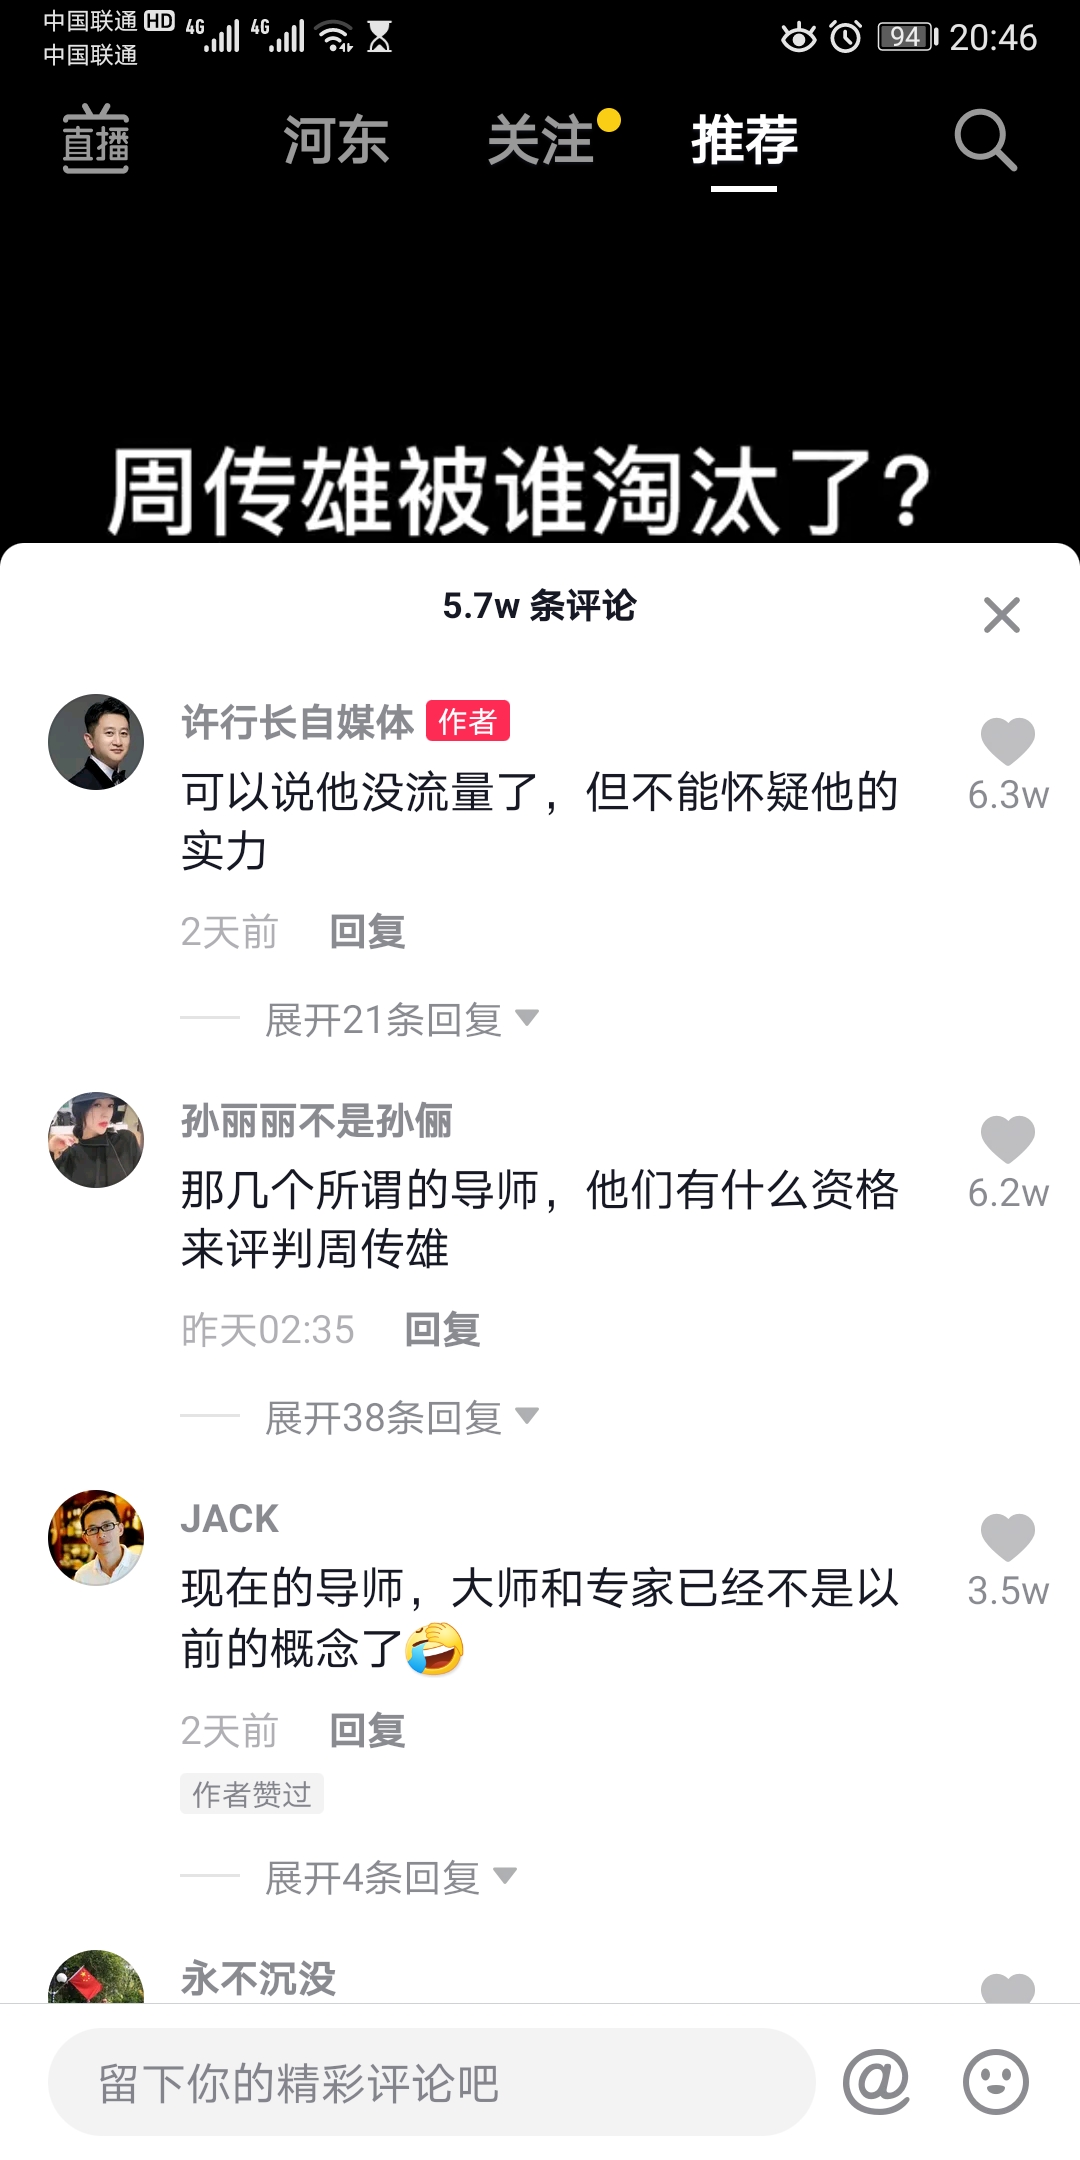 中国联通 HD 4G 4G 94 20:46
中国联通
直播 河东 关注 推荐
周传雄被谁淘汰了?
5.7w 条评论
许行长自媒体 作者
可以说他没流量了，但不能怀疑他的
实力
6.3w
2天前 回复
展开21条回复
孙丽丽不是孙俪
那几个所谓的导师，他们有什么资格
来评判周传雄
6.2w
昨天02:35 回复
展开38条回复
JACK
现在的导师，大师和专家已经不是以
前的概念了
3.5w
2天前 回复
作者赞过
展开4条回复
永不沉没
留下你的精彩评论吧 @